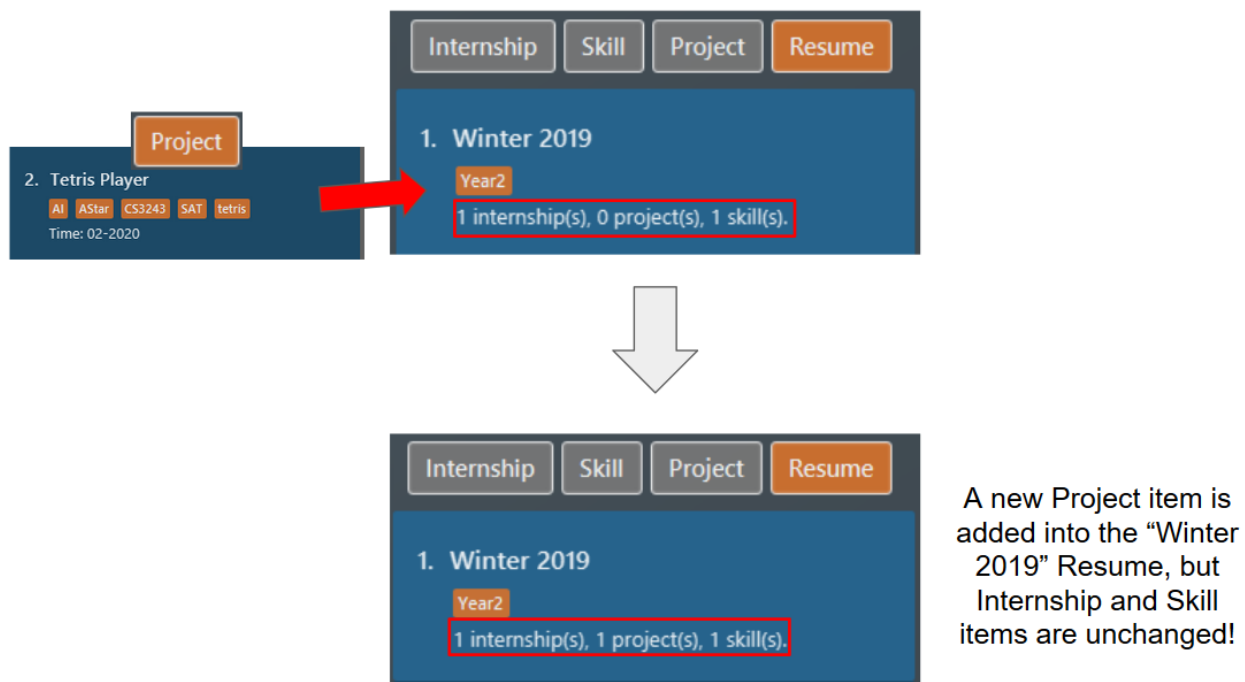 Internship Skill Project Resume
1. Winter 2019
Year2
1 internship(s), 0 project(s), 1 skill(s).
Project
2. Tetris Player
AI AStar CS3243 SAT tetris
Time: 02-2020
Internship Skill Project Resume
1. Winter 2019
Year2
1 internship(s), 1 project(s), 1 skill(s).
A new Project item is
added into the “Winter
2019” Resume, but
Internship and Skill
items are unchanged!